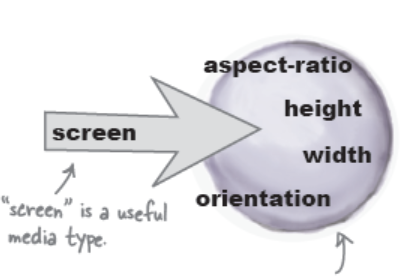 aspect-ratio
height
screen
width
orientation
"screen" is a useful
media type.